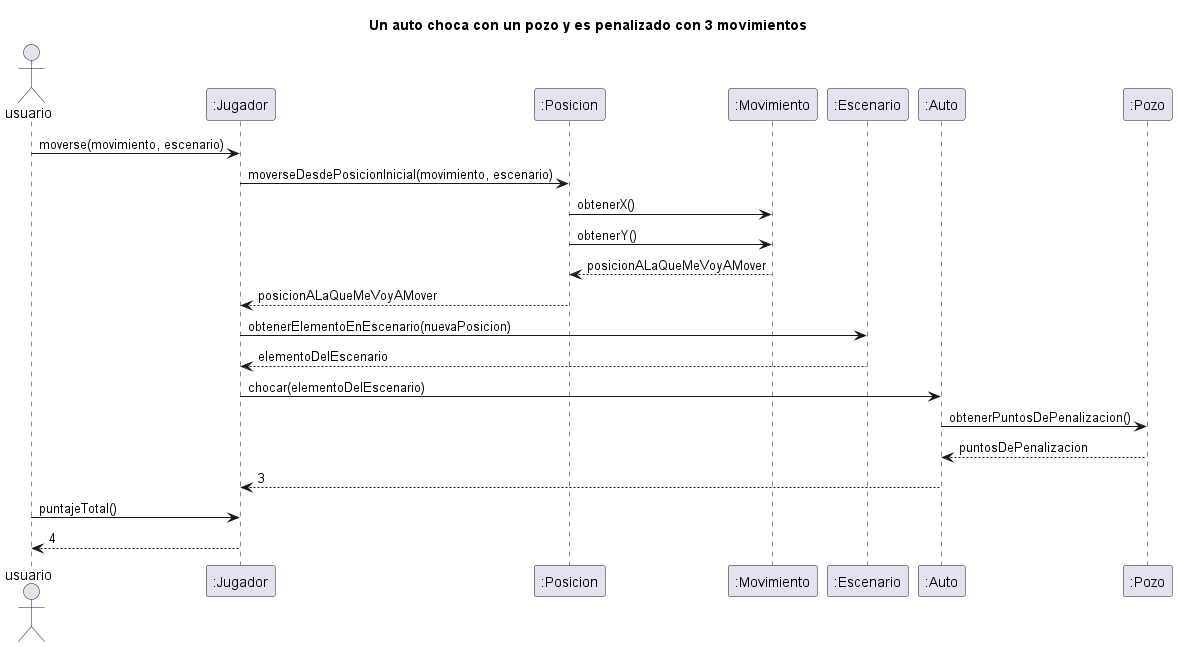 Un auto choca con un pozo y es penalizado con 3 movimientos
usuario
:Jugador
:Posicion
:Movimiento
:Escenario
:Auto
:Pozo
moverse(movimiento, escenario)
moverseDesdePosicionInicial(movimiento, escenario)
obtenerX()
obtenerY()
posicionALaQueMeVoyAMover
posicionALaQueMeVoyAMover
obtenerElementoEnEscenario(nuevaPosicion)
elementoDelEscenario
chocar(elementoDelEscenario)
obtenerPuntosDePenalizacion()
puntosDePenalizacion
3
puntajeTotal()
4
usuario
:Jugador
:Posicion
:Movimiento
:Escenario
:Auto
:Pozo